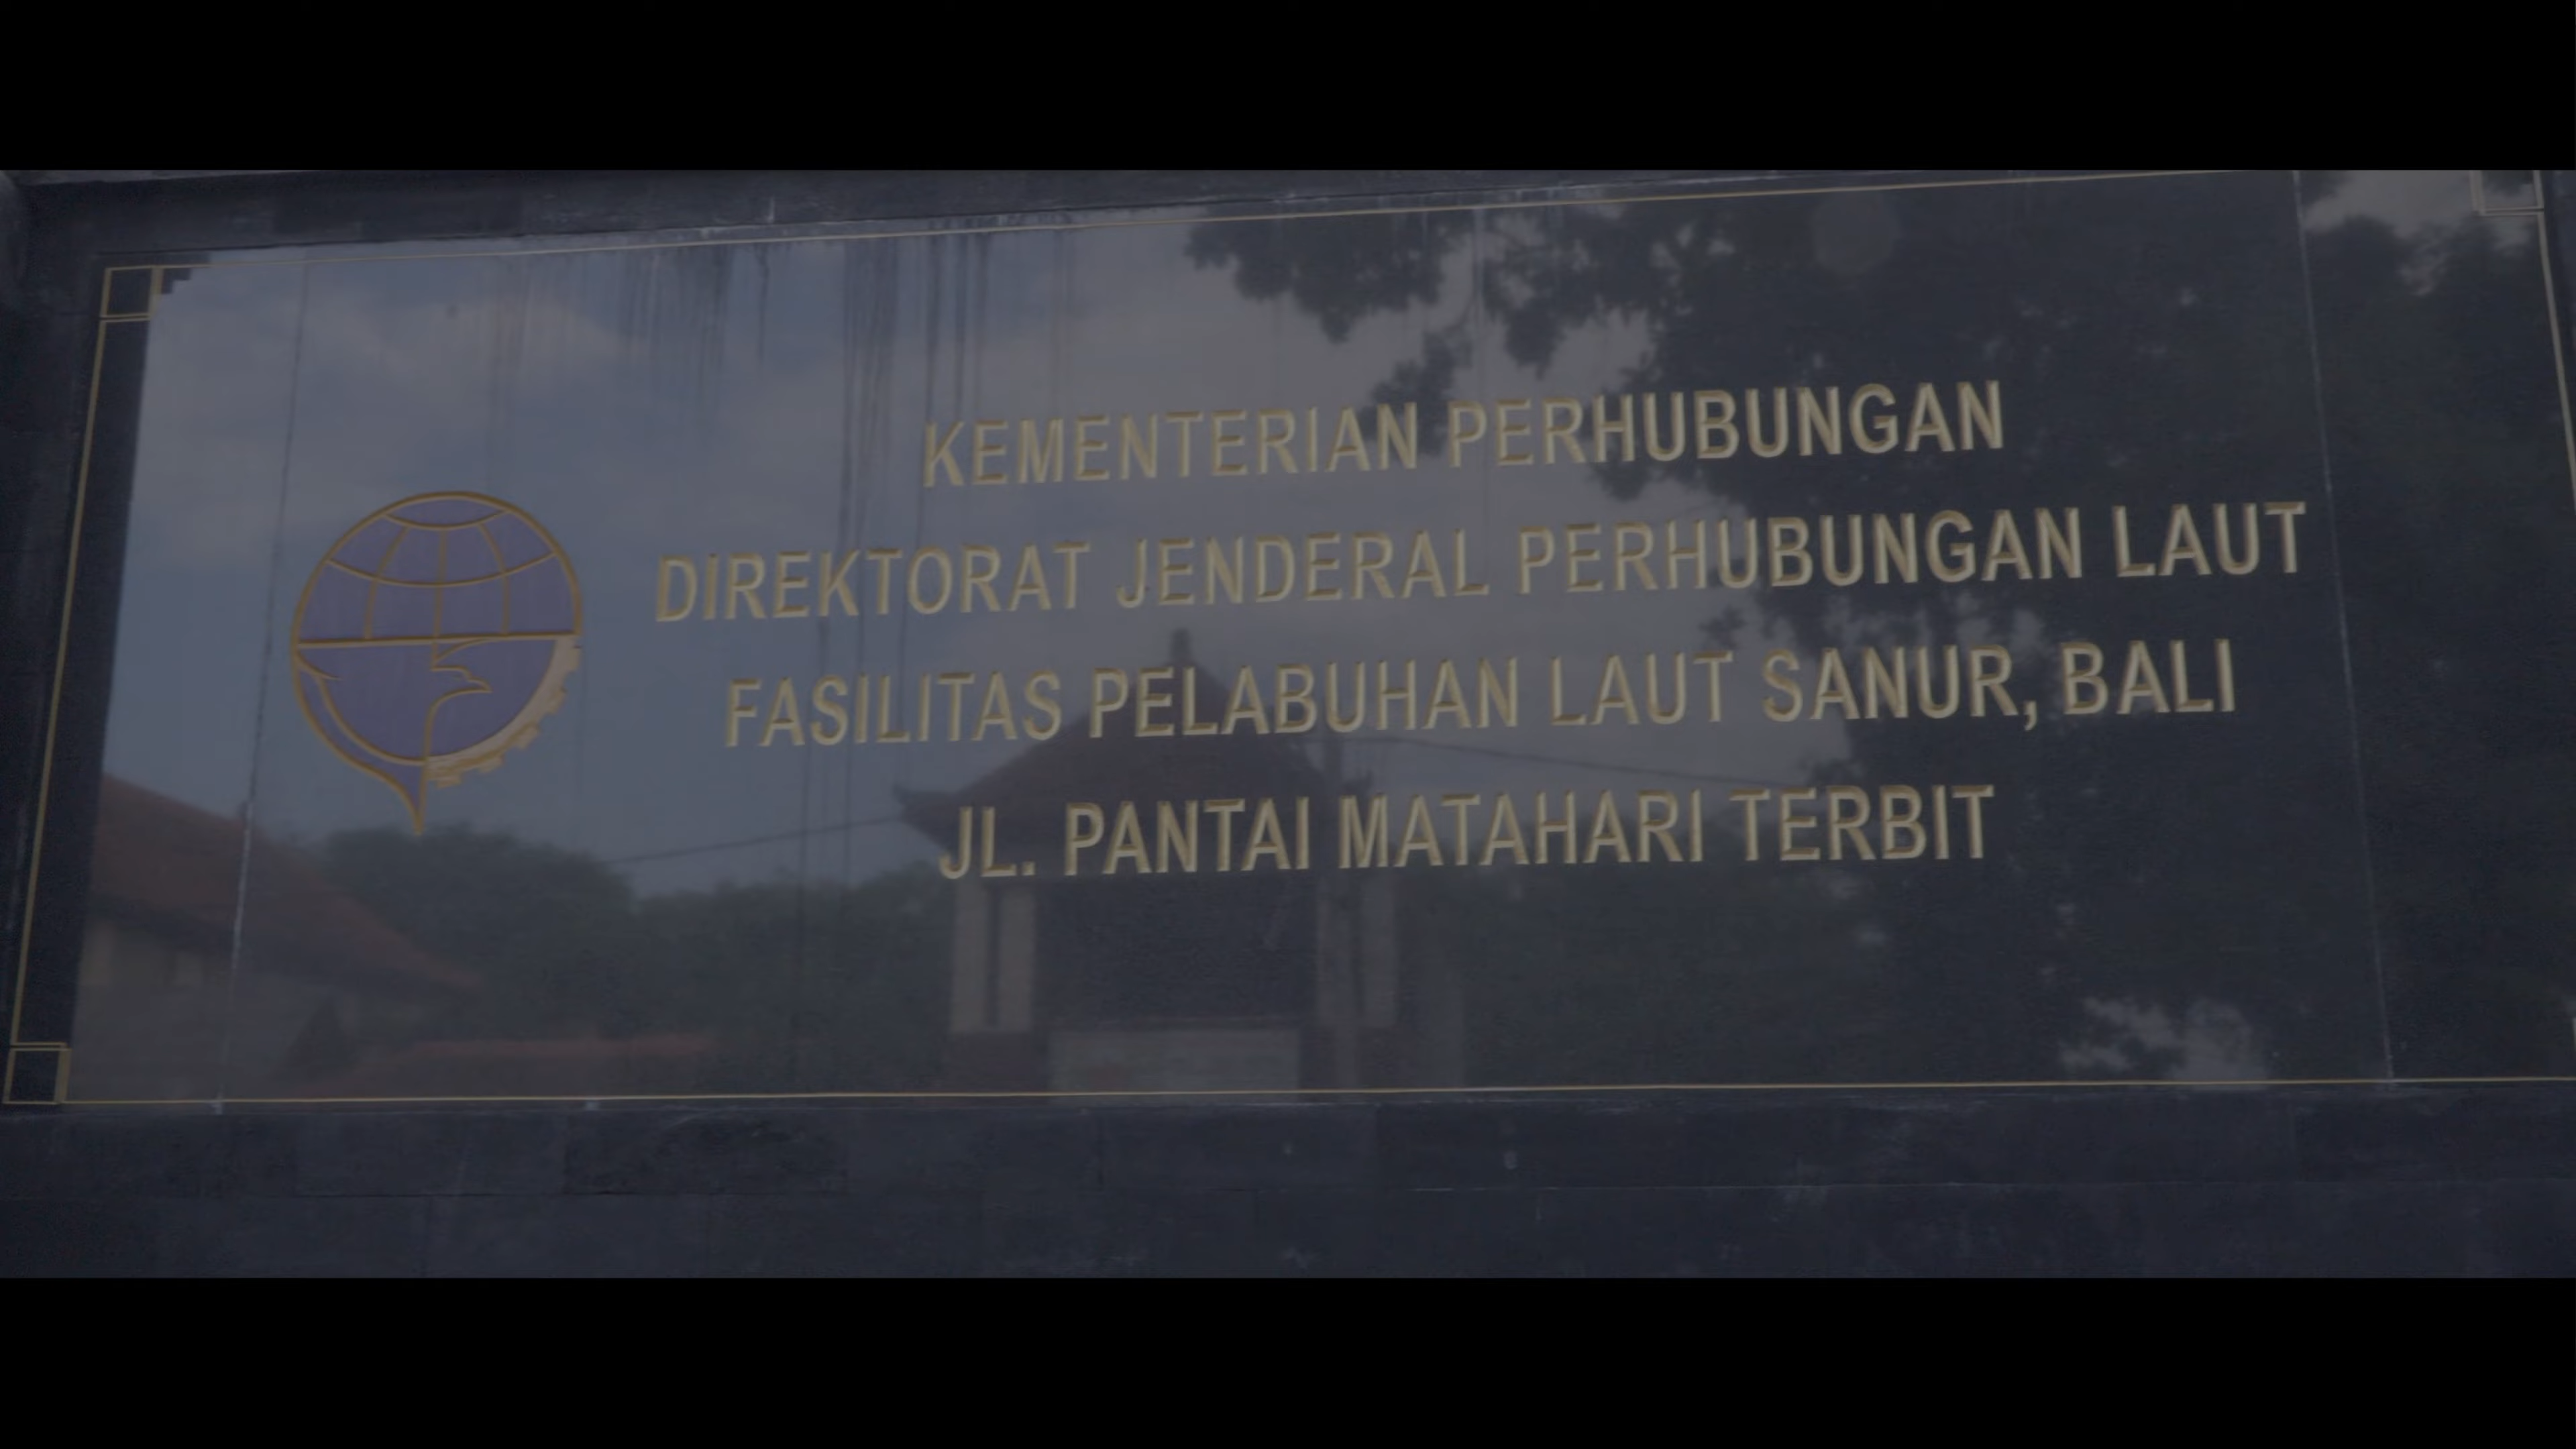 KEMENTERIAN PERHUBUNGAN
DIREKTORAT JENDERAL PERHUBUNGAN LAUT
FASILITAS PELABUHAN LAUT SANUR, BALI
JL. PANTAI MATAHARI TERBIT